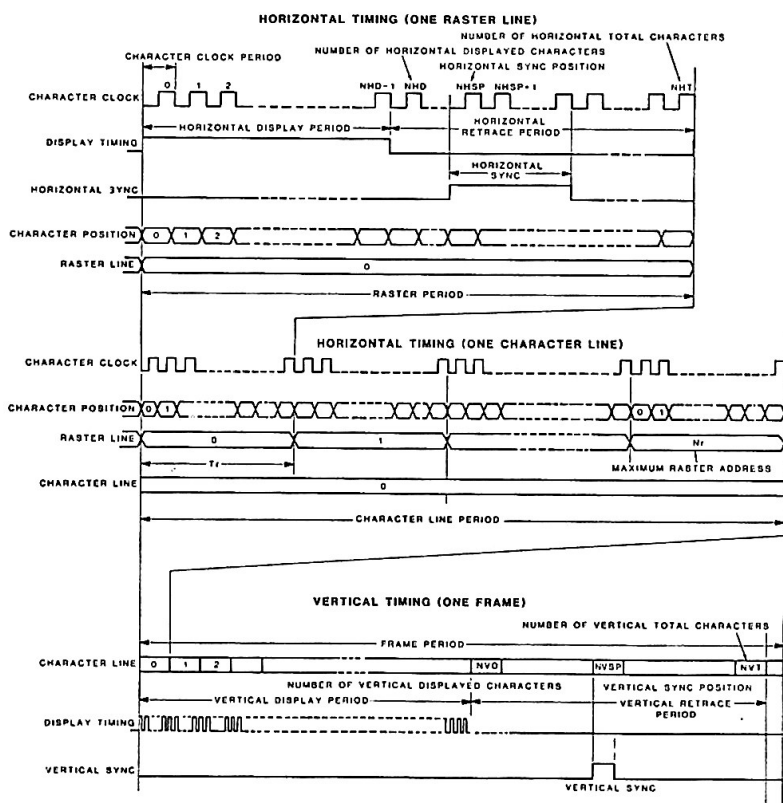 HORIZONTAL TIMING (ONE RASTER LINE)
NUMBER OF HORIZONTAL TOTAL CHARACTERS
NUMBER OF HORIZONTAL DISPLAYED CHARACTERS
CHARACTER CLOCK PERIOD
HORIZONTAL SYNC POSITION
0 1 2 NHD-1 NHD NHSP NHSP+1 NHT
CHARACTER CLOCK
HORIZONTAL DISPLAY PERIOD
HORIZONTAL RETRACE PERIOD
DISPLAY TIMING
HORIZONTAL SYNC
HORIZONTAL SYNC
CHARACTER POSITION 0 1 2
RASTER LINE 0
RASTER PERIOD
HORIZONTAL TIMING (ONE CHARACTER LINE)
CHARACTER CLOCK
CHARACTER POSITION 0 1 0 1
RASTER LINE 0 1 Nr
Tr
MAXIMUM RASTER ADDRESS
CHARACTER LINE 0
CHARACTER LINE PERIOD
VERTICAL TIMING (ONE FRAME)
NUMBER OF VERTICAL TOTAL CHARACTERS
FRAME PERIOD
CHARACTER LINE 0 1 2 NVD NVSP NVT
NUMBER OF VERTICAL DISPLAYED CHARACTERS
VERTICAL SYNC POSITION
VERTICAL DISPLAY PERIOD
VERTICAL RETRACE PERIOD
DISPLAY TIMING
VERTICAL SYNC
VERTICAL SYNC